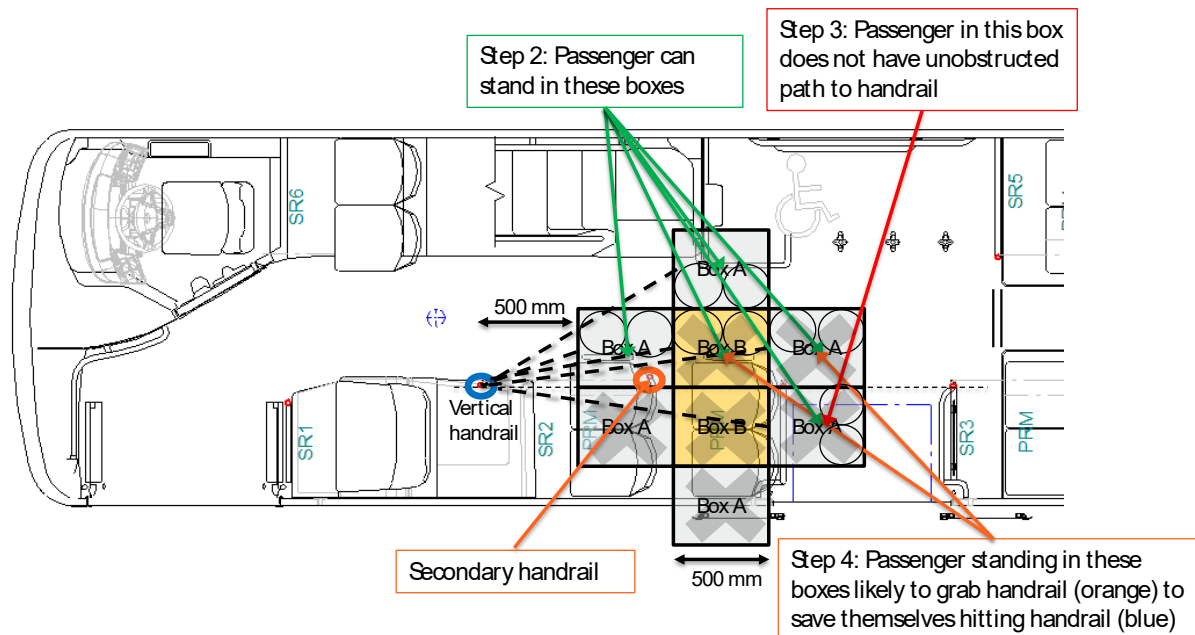 Step 2: Passenger can
stand in these boxes
Step 3: Passenger in this box
does not have unobstructed
path to handrail
SR6
SR5
Box A
500 mm
Box A
Box B
Box A
Vertical
handrail
SR1
SR2
PRM
Box A
PRM
Box B
Box A
SR3
PRM
Box A
Secondary handrail
500 mm
Step 4: Passenger standing in these
boxes likely to grab handrail (orange) to
save themselves hitting handrail (blue)